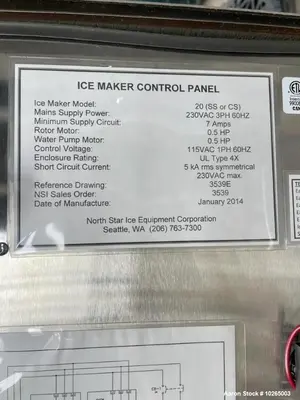 ICE MAKER CONTROL PANEL
Ice Maker Model: 20 (SS or CS)
Mains Supply Power: 230VAC 3PH 60HZ
Minimum Supply Circuit: 7 Amps
Rotor Motor: 0.5 HP
Water Pump Motor: 0.5 HP
Control Voltage: 115VAC 1PH 60HZ
Enclosure Rating: UL Type 4X
Short Circuit Current: 5 kA rms symmetrical
230VAC max
Reference Drawing: 3539E
NSI Sales Order: 3539
Date of Manufacture: January 2014
North Star Ice Equipment Corporation
Seattle, WA (206) 763-7300
Aaron Stock # 10265003